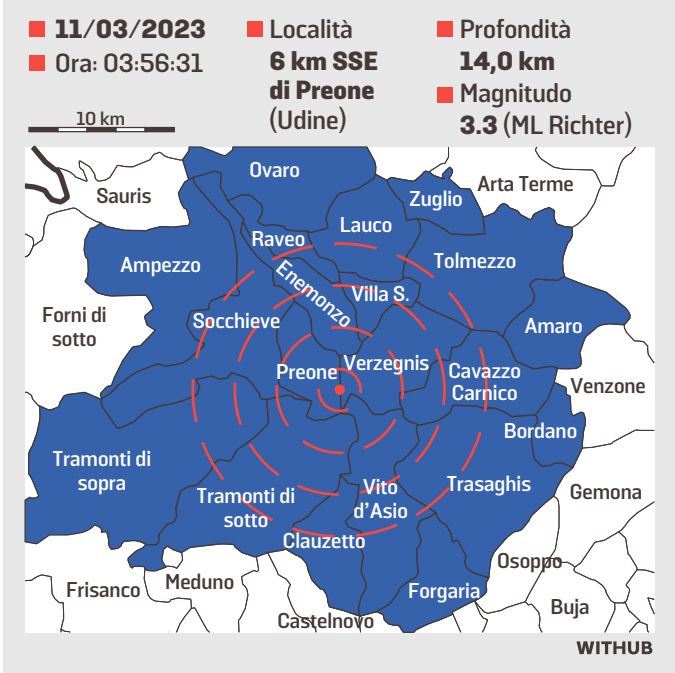 11/03/2023
Ora: 03:56:31
Località
6 km SSE
di Preone
(Udine)
Profondità
14,0 km
Magnitudo
3.3 (ML Richter)
10 km
Ovaro
Arta Terme
Sauris
Zuglio
Lauco
Raveo
Tolmezzo
Ampezzo
Enemonzo
Villa S.
Forni di
sotto
Socchieve
Amaro
Verzegnis
Preone
Cavazzo
Carnico
Venzone
Bordano
Tramonti di
sopra
Trasaghis
Vito
d'Asio
Gemona
Tramonti di
sotto
Clauzetto
Osoppo
Meduno
Frisanco
Forgaria
Buja
Castelnovo
WITHUB